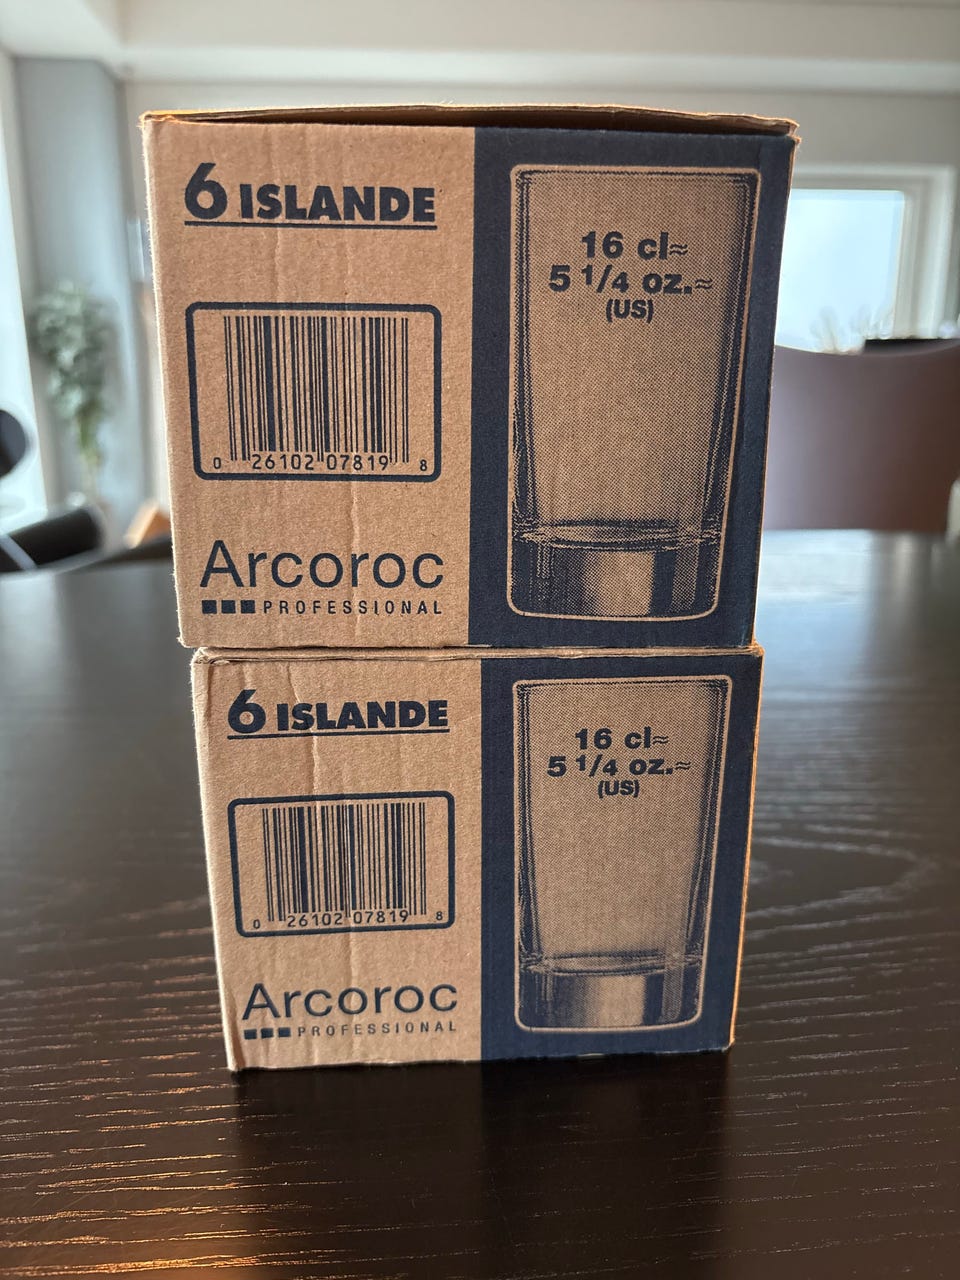 6 ISLANDE
16 cl≈
5 1/4 oz.≈
(US)
0 26102 07819 8
Arcoroc
PROFESSIONAL
6 ISLANDE
16 cl≈
5 1/4 oz.≈
(US)
0 26102 07819 8
Arcoroc
PROFESSIONAL